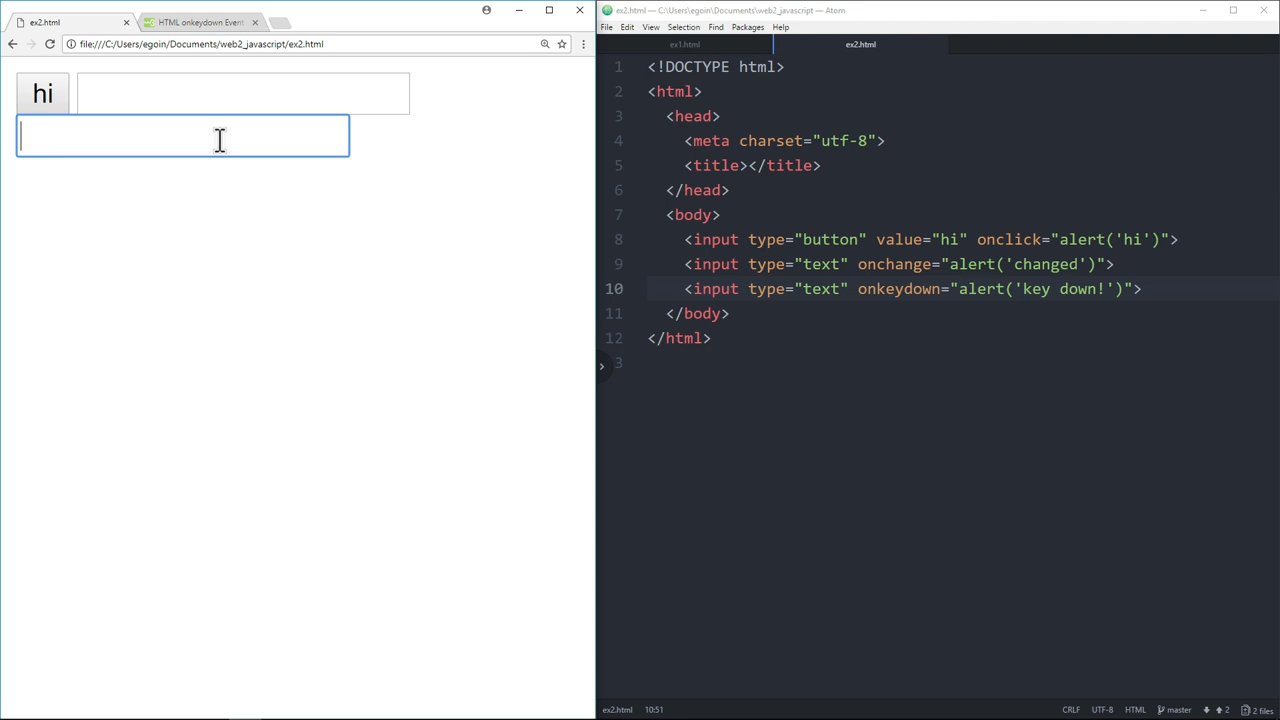 ex2.html
HTML onkeydown Event
file:///C:/Users/egoin/Documents/web2_javascript/ex2.html
hi
ex2.html — C:\Users\egoin\Documents\web2_javascript — Atom
File Edit View Selection Find Packages Help
ex1.html
ex2.html
1 <!DOCTYPE html>
2 <html>
3 <head>
4 <meta charset="utf-8">
5 <title></title>
6 </head>
7 <body>
8 <input type="button" value="hi" onclick="alert('hi')">
9 <input type="text" onchange="alert('changed')">
10 <input type="text" onkeydown="alert('key down!')">
11 </body>
12 </html>
3
ex2.html 10:51 CRLF UTF-8 HTML master 2 2 files